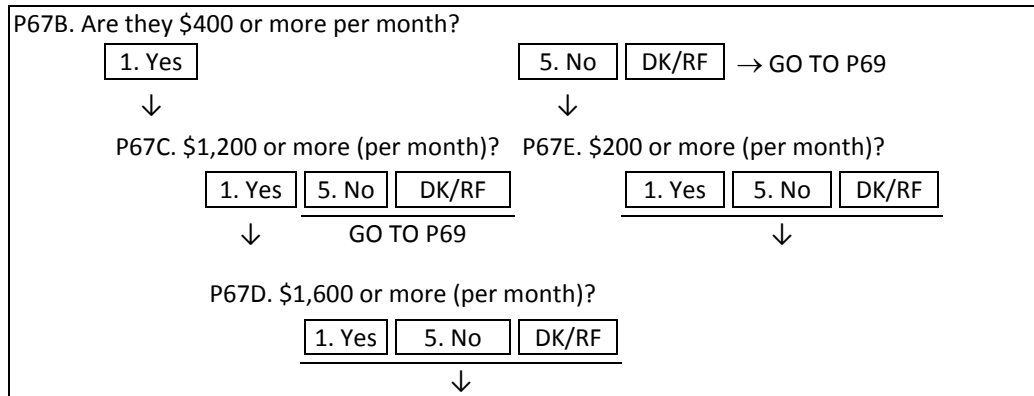 P67B. Are they $400 or more per month?
1. Yes 5. No DK/RF → GO TO P69
↓ ↓
P67C. $1,200 or more (per month)? P67E. $200 or more (per month)?
1. Yes 5. No DK/RF 1. Yes 5. No DK/RF
↓ GO TO P69 ↓
P67D. $1,600 or more (per month)?
1. Yes 5. No DK/RF
↓